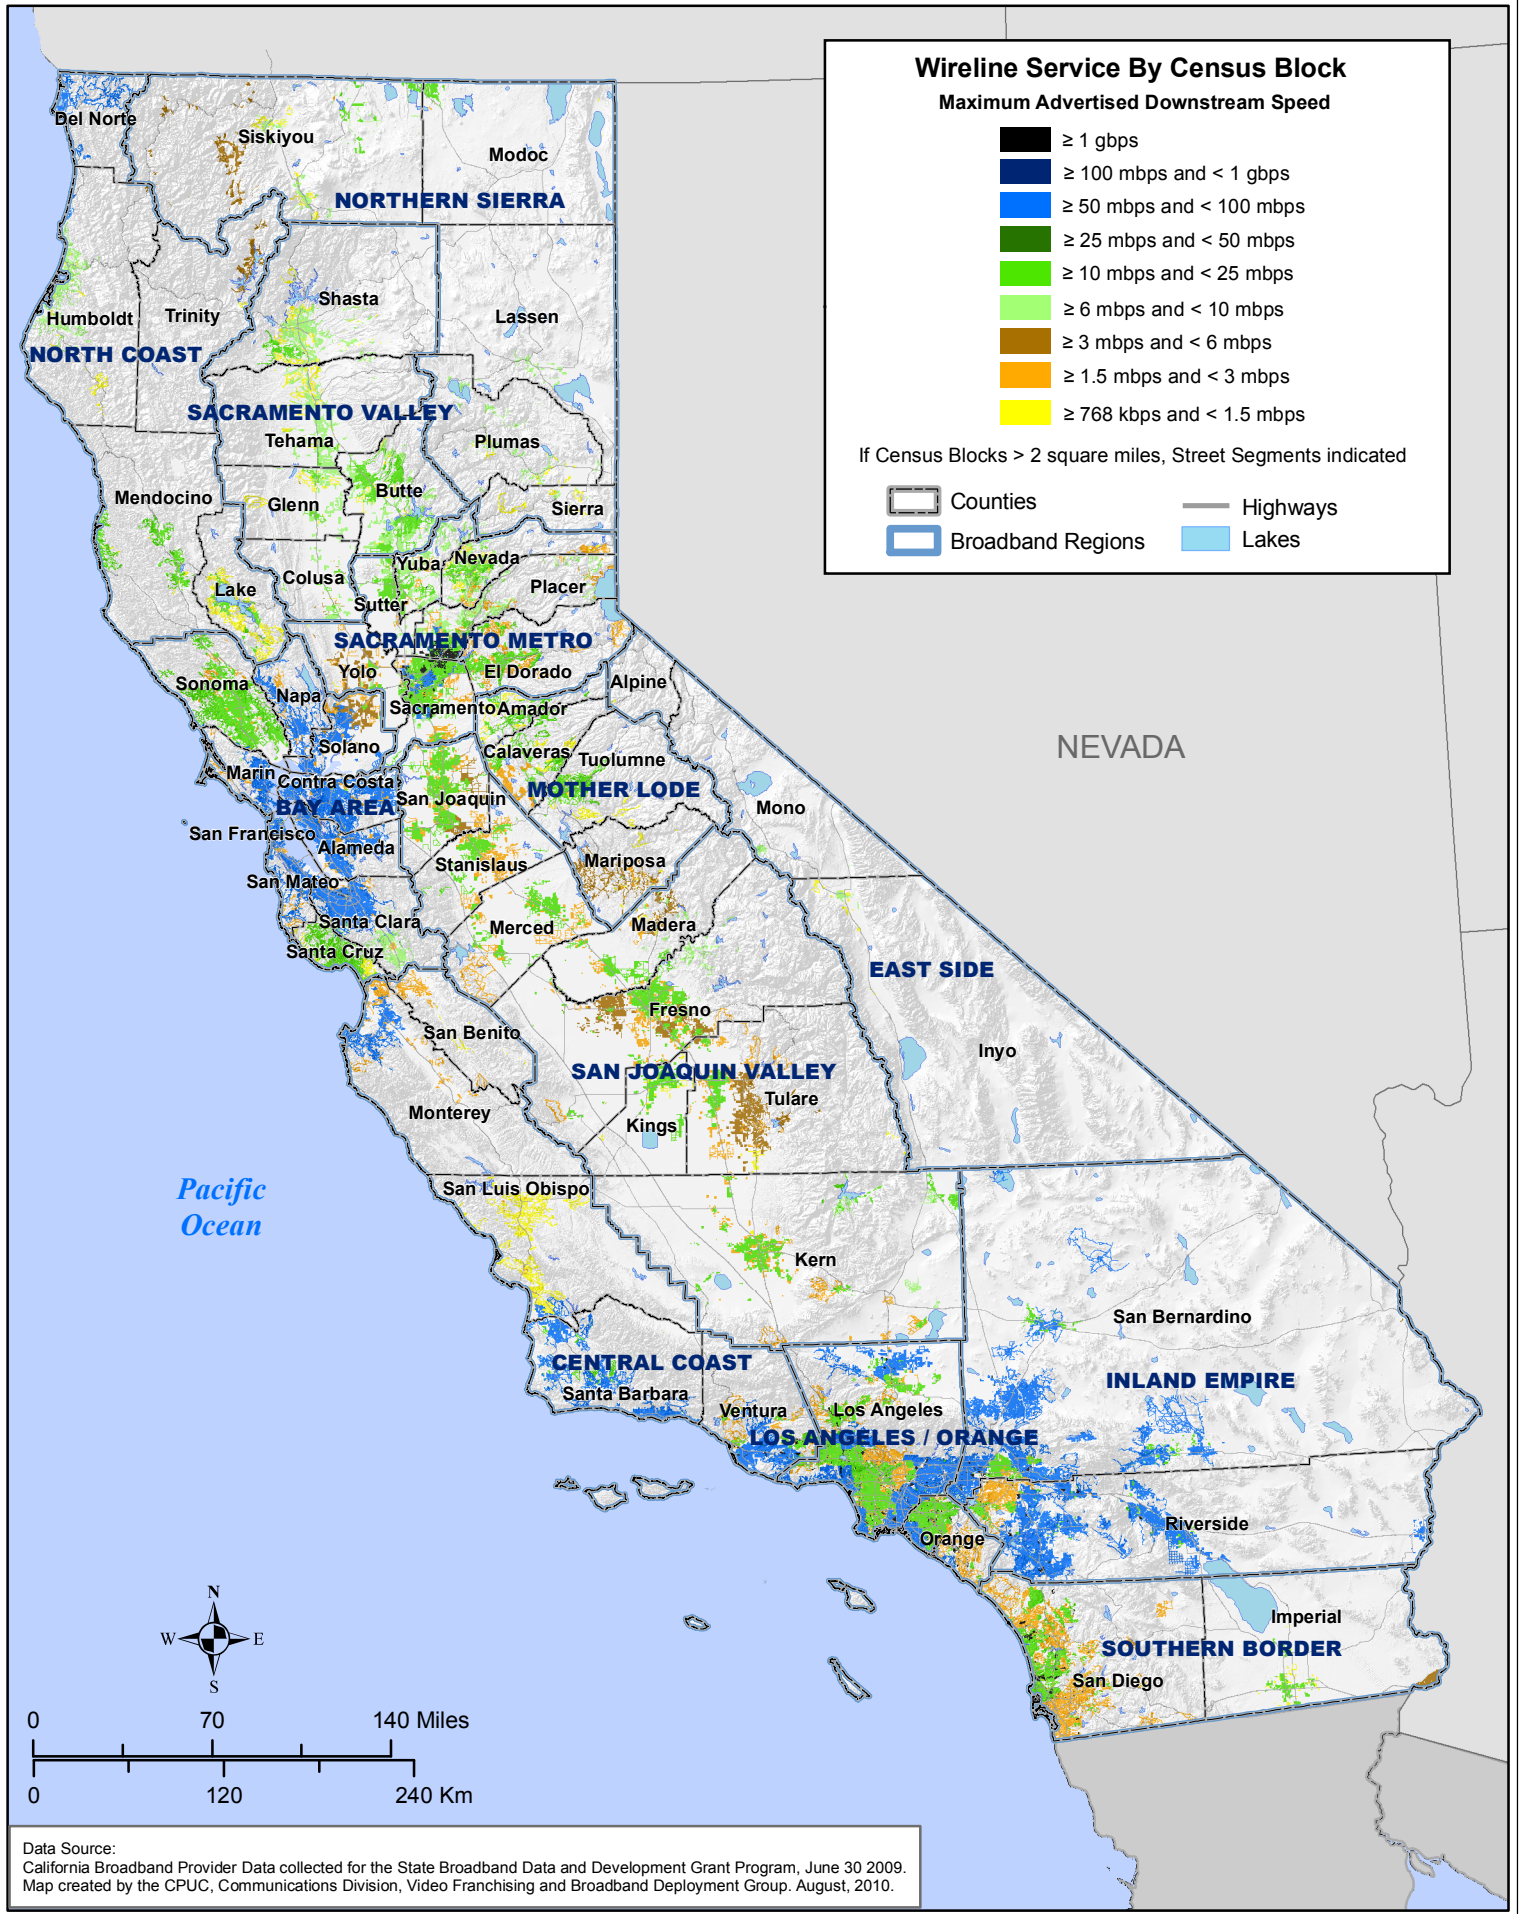 Wireline Service By Census Block
Maximum Advertised Downstream Speed
≥ 1 gbps
≥ 100 mbps and < 1 gbps
≥ 50 mbps and < 100 mbps
≥ 25 mbps and < 50 mbps
≥ 10 mbps and < 25 mbps
≥ 6 mbps and < 10 mbps
≥ 3 mbps and < 6 mbps
≥ 1.5 mbps and < 3 mbps
≥ 768 kbps and < 1.5 mbps
If Census Blocks > 2 square miles, Street Segments indicated
Counties
Highways
Broadband Regions
Lakes
Del Norte
Siskiyou
Modoc
NORTHERN SIERRA
Shasta
Humboldt
Trinity
Lassen
NORTH COAST
SACRAMENTO VALLEY
Tehama
Plumas
Mendocino
Glenn
Butte
Sierra
Yuba
Nevada
Colusa
Placer
Lake
Sutter
SACRAMENTO METRO
Yolo
El Dorado
Sonoma
Napa
Alpine
Sacramento
Amador
Solano
Calaveras
Tuolumne
NEVADA
Marin
Contra Costa
MOTHER LODE
San Joaquin
BAY AREA
Mono
San Francisco
Alameda
Stanislaus
Mariposa
San Mateo
Santa Clara
Merced
Madera
Santa Cruz
EAST SIDE
Fresno
San Benito
Inyo
SAN JOAQUIN VALLEY
Tulare
Monterey
Kings
Pacific
Ocean
San Luis Obispo
Kern
San Bernardino
CENTRAL COAST
INLAND EMPIRE
Santa Barbara
Ventura
Los Angeles
LOS ANGELES / ORANGE
Riverside
Orange
Imperial
SOUTHERN BORDER
San Diego
N
W
E
S
0
70
140 Miles
0
120
240 Km
Data Source:
California Broadband Provider Data collected for the State Broadband Data and Development Grant Program, June 30 2009.
Map created by the CPUC, Communications Division, Video Franchising and Broadband Deployment Group. August, 2010.